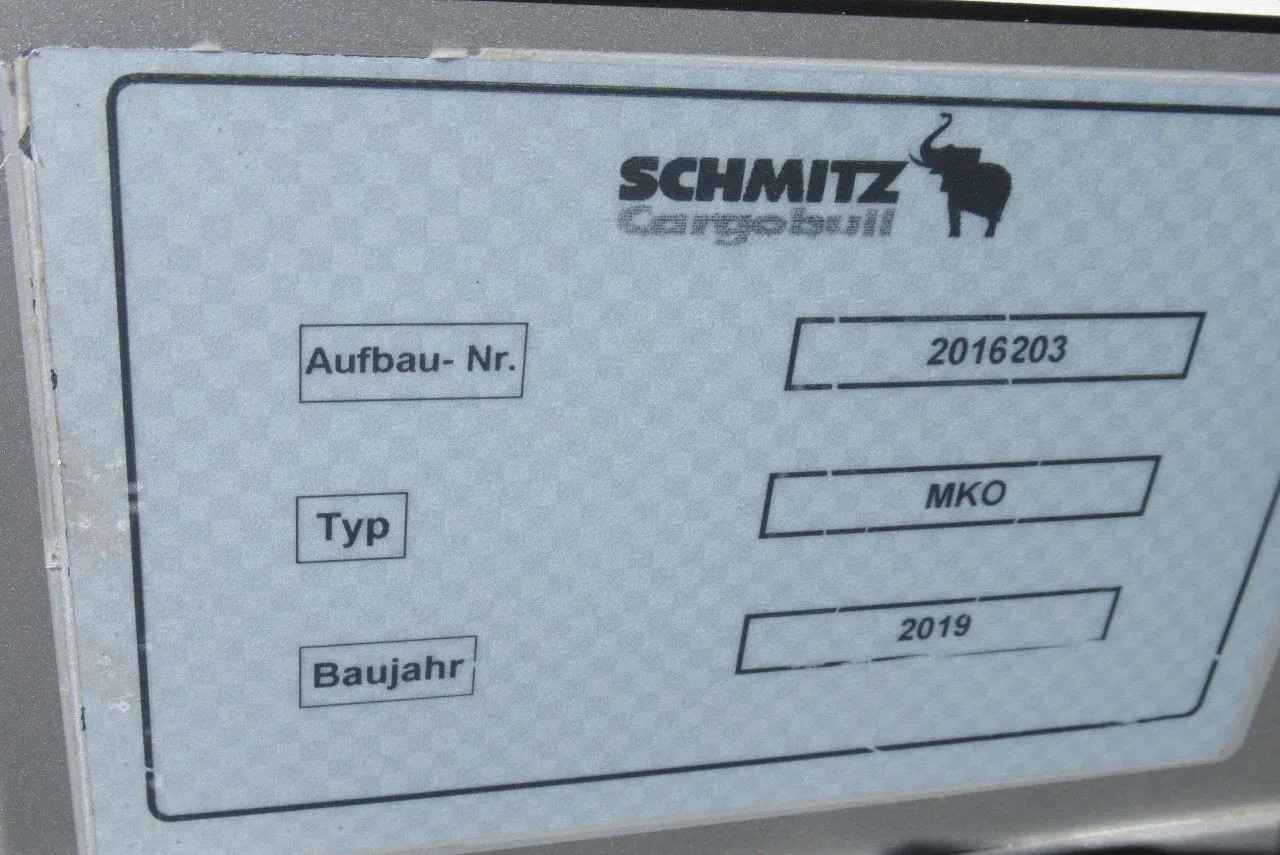 SCHMITZ
Cargobull
Aufbau- Nr. 2016203
Typ MKO
Baujahr 2019